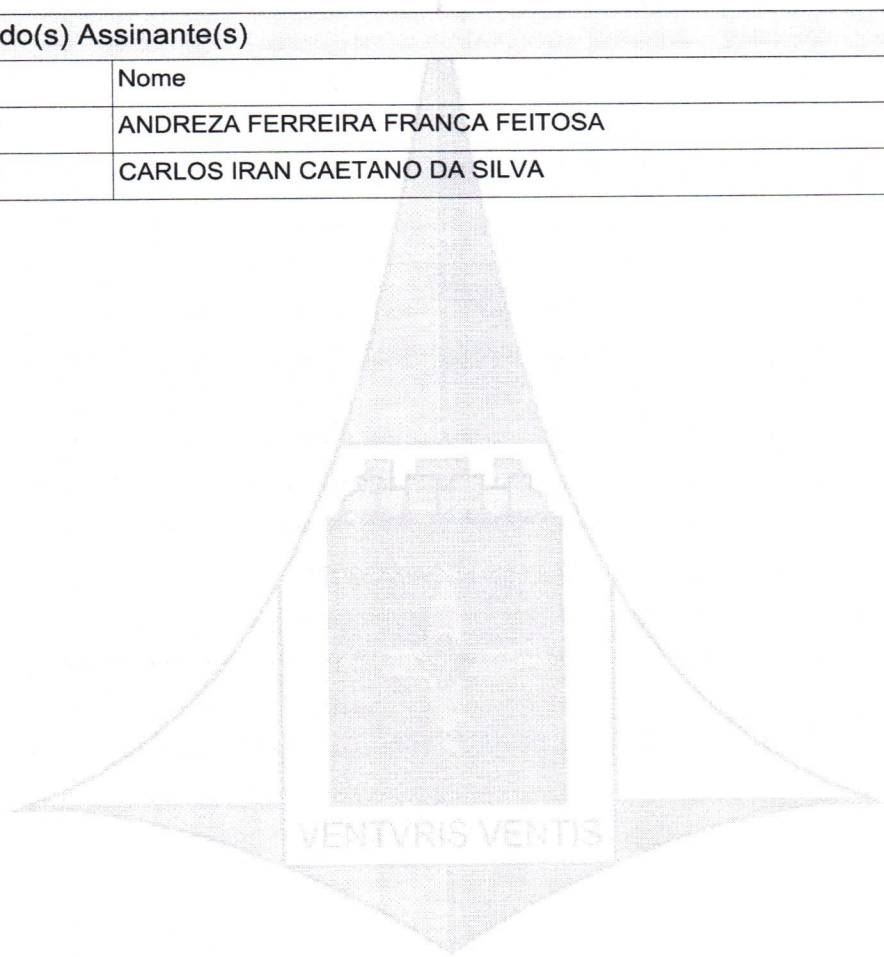 do(s) Assinante(s)
Nome
ANDREZA FERREIRA FRANCA FEITOSA
CARLOS IRAN CAETANO DA SILVA
VENTVRIS VENTIS